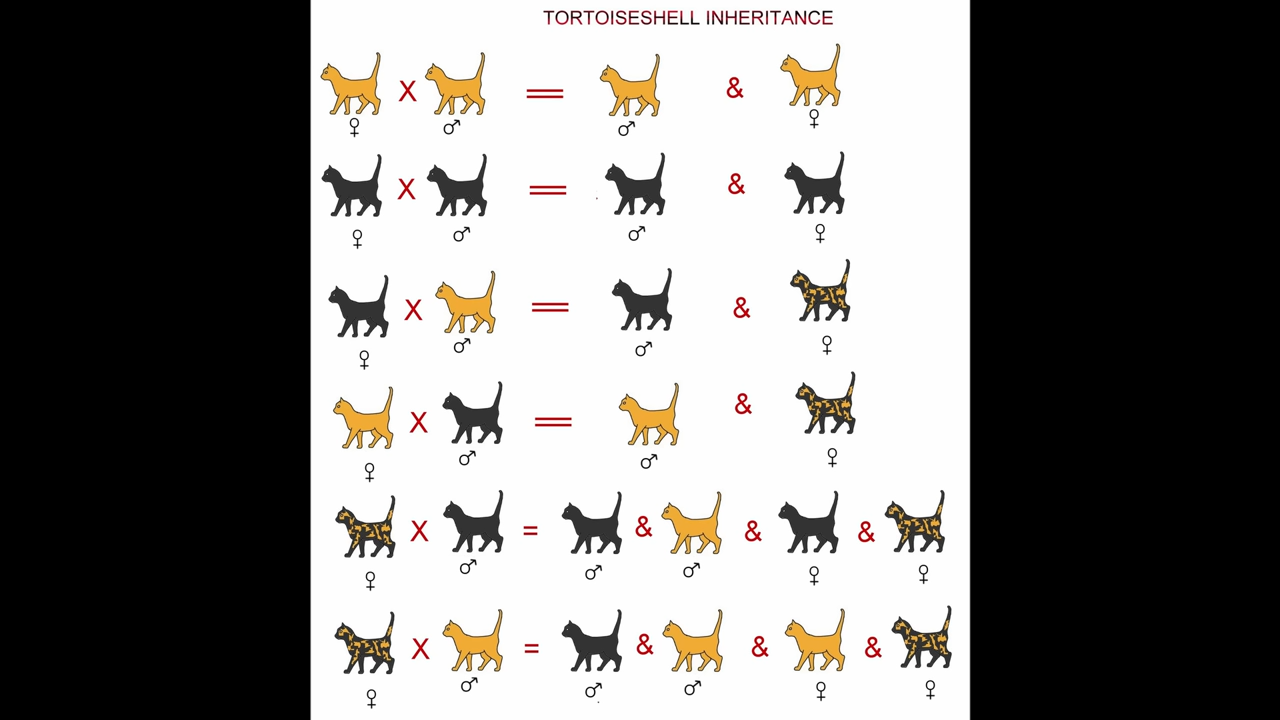 TORTOISESHELL INHERITANCE
♀ X ♂ = ♂ & ♀
♀ X ♂ = ♂ & ♀
♀ X ♂ = ♂ & ♀
♀ X ♂ = ♂ & ♀
♀ X ♂ = ♂ & ♂ & ♀ & ♀
♀ X ♂ = ♂ & ♂ & ♀ & ♀